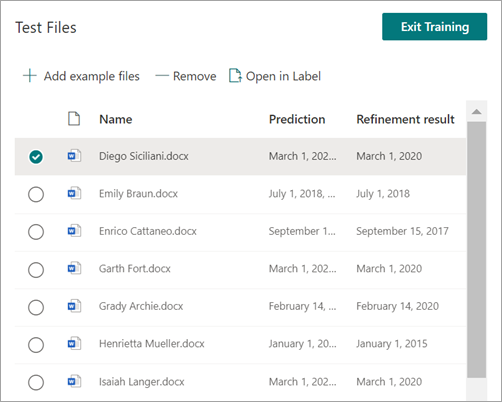 Test Files Exit Training
+ Add example files — Remove Open in Label
Name Prediction Refinement result
Diego Siciliani.docx March 1, 202... March 1, 2020
Emily Braun.docx July 1, 2018, ... July 1, 2018
Enrico Cattaneo.docx September 1... September 15, 2017
Garth Fort.docx March 1, 202... March 1, 2020
Grady Archie.docx February 14, ... February 14, 2020
Henrietta Mueller.docx January 1, 20... January 1, 2015
Isaiah Langer.docx March 1, 202... March 1, 2020